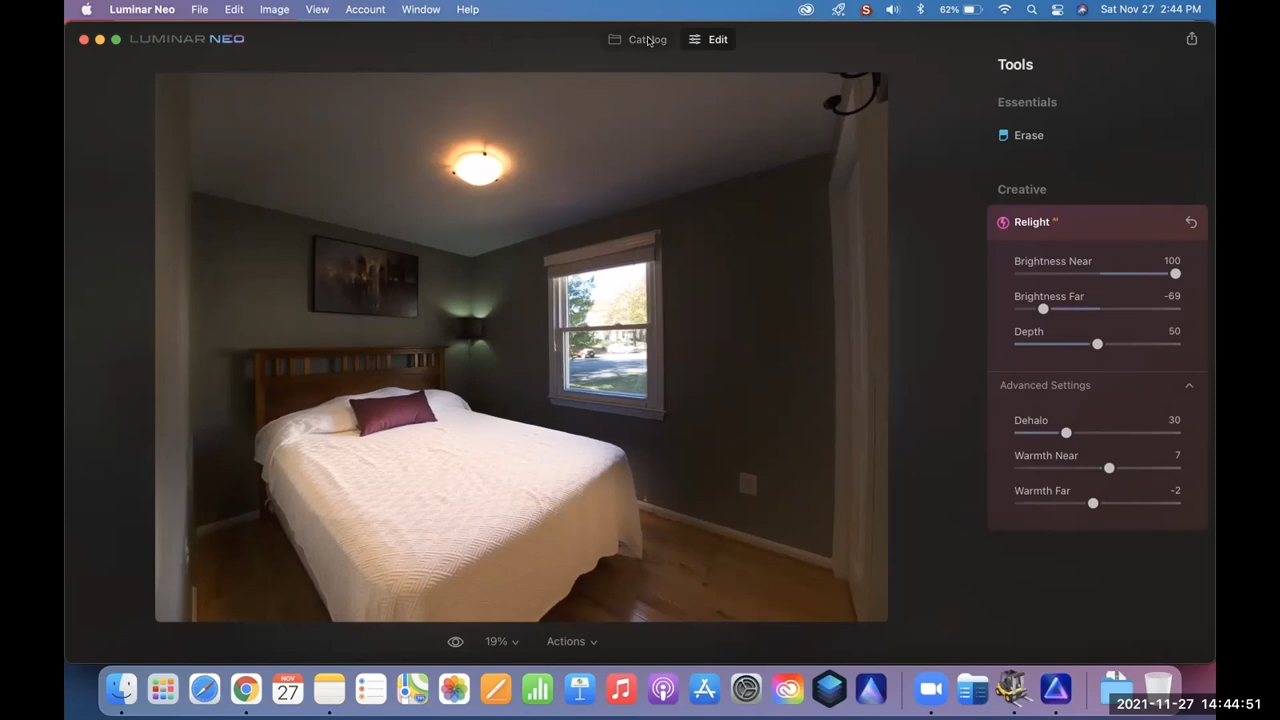 Luminar Neo File Edit Image View Account Window Help 62% Sat Nov 27 2:44 PM
LUMINAR NEO Catalog Edit
Tools
Essentials
Erase
Creative
Relight AI
Brightness Near 100
Brightness Far -69
Depth 50
Advanced Settings
Dehalo 30
Warmth Near 7
Warmth Far -2
19% Actions
NOV
27
2021-11-27 14:44:51